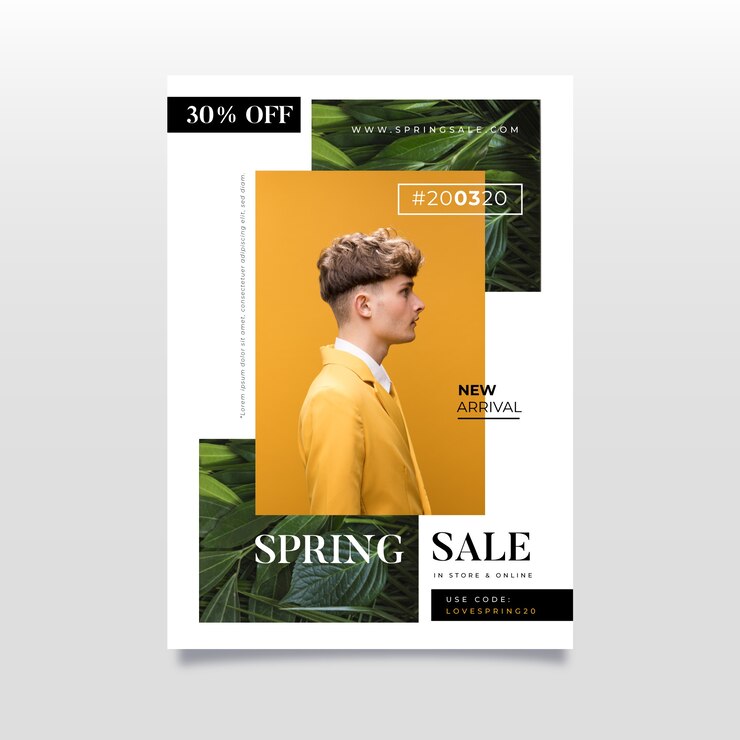 30% OFF
WWW.SPRINGSALE.COM
#200320
"Lorem ipsum dolor sit amet, consectetuer adipiscing elit, sed diam.
NEW
ARRIVAL
SPRING SALE
IN STORE & ONLINE
USE CODE:
LOVESPRING20